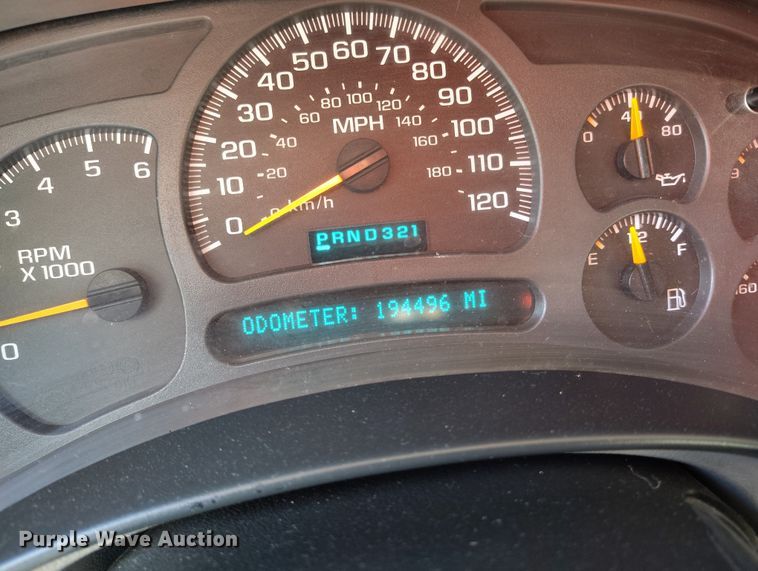 0 10 20 30 40 50 60 70 80 90 100 110 120
20 40 60 80 100 120 140 160 180
MPH
km/h
PRND321
ODOMETER: 194496 MI
0 3 4 5 6
RPM
X 1000
0 40 80
E 1/2 F
160
Purple Wave Auction